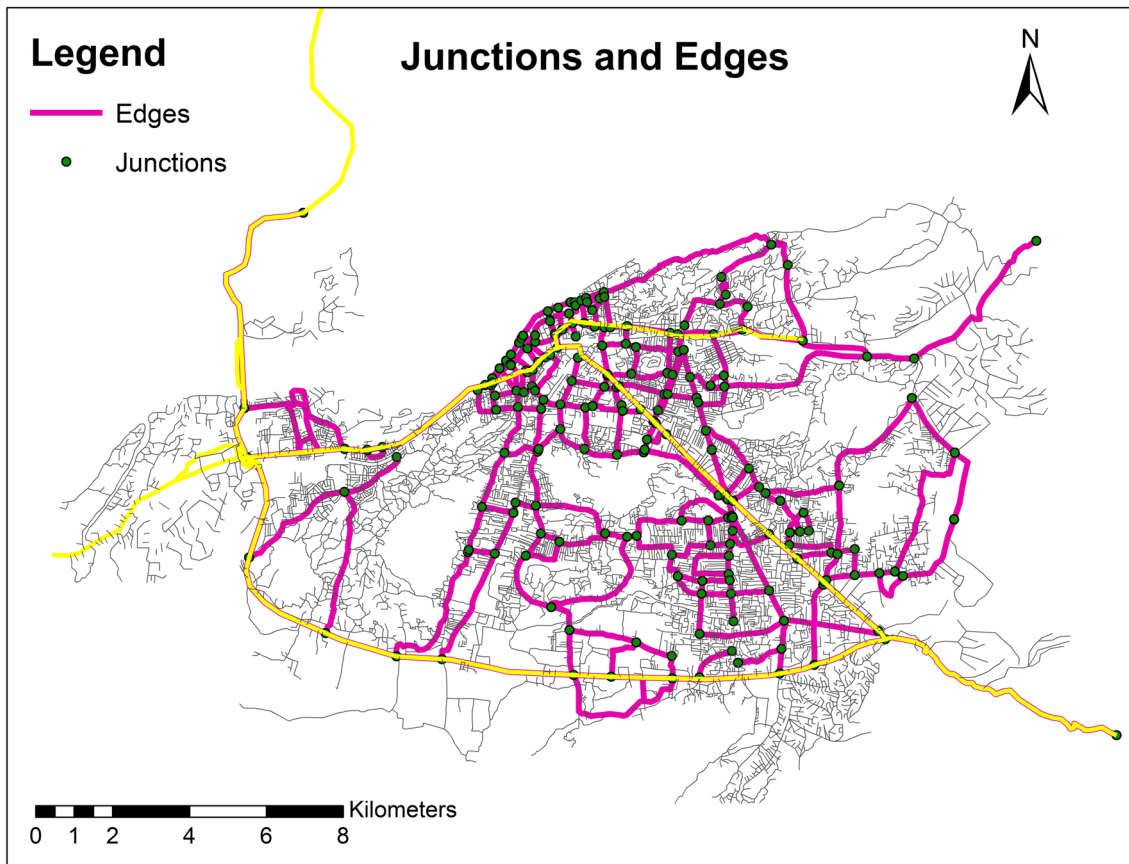 Legend
Junctions and Edges
N
Edges
Junctions
Kilometers
0 1 2 4 6 8